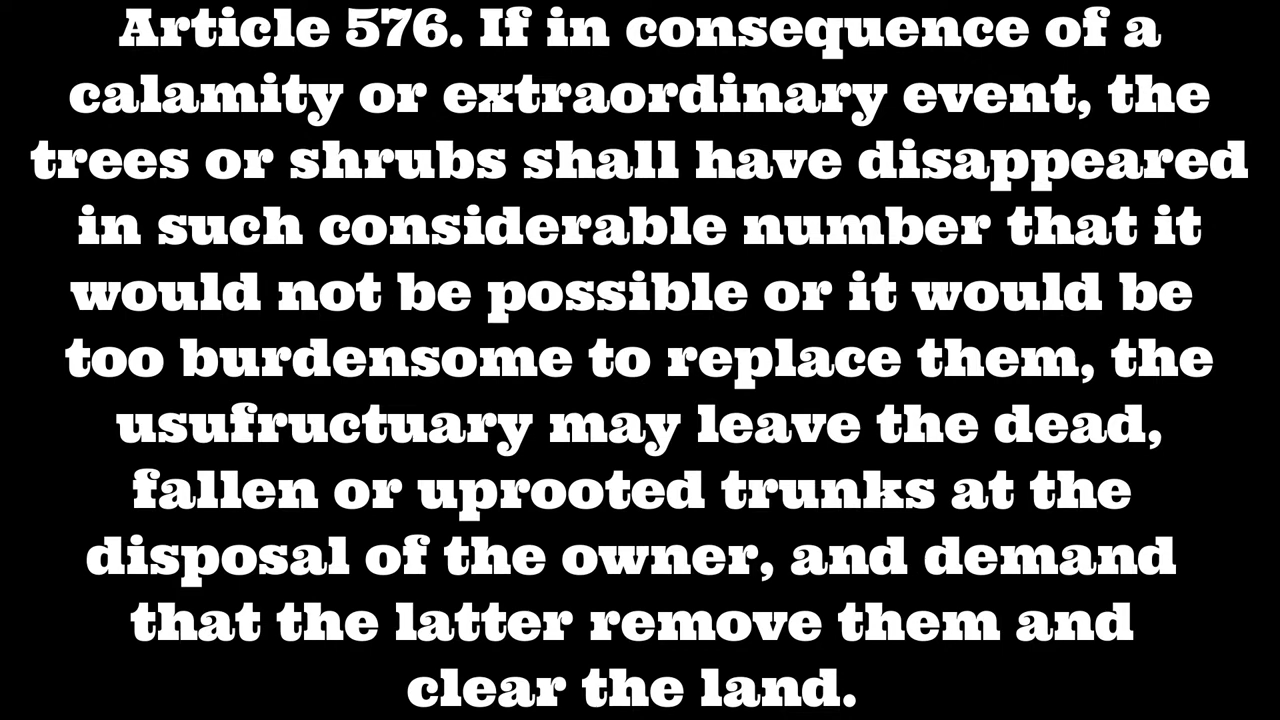 Article 576. If in consequence of a
calamity or extraordinary event, the
trees or shrubs shall have disappeared
in such considerable number that it
would not be possible or it would be
too burdensome to replace them, the
usufructuary may leave the dead,
fallen or uprooted trunks at the
disposal of the owner, and demand
that the latter remove them and
clear the land.